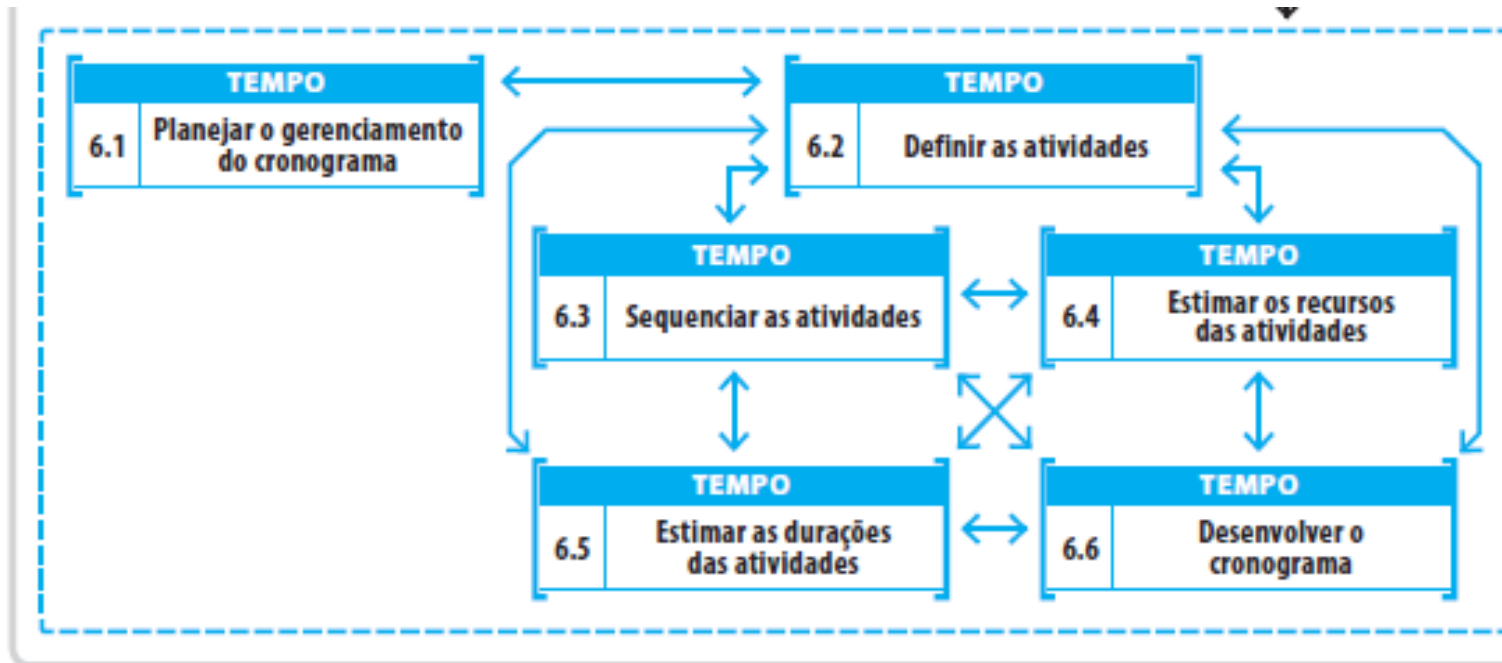 TEMPO
6.1
Planejar o gerenciamento
do cronograma
TEMPO
6.2
Definir as atividades
TEMPO
6.3
Sequenciar as atividades
TEMPO
6.4
Estimar os recursos
das atividades
TEMPO
6.5
Estimar as durações
das atividades
TEMPO
6.6
Desenvolver o
cronograma